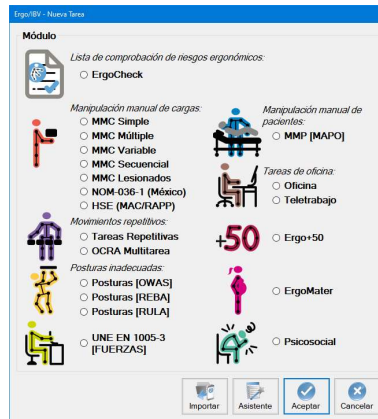 Ergo/IBV - Nueva Tarea
Módulo
Lista de comprobación de riesgos ergonómicos:
ErgoCheck
Manipulación manual de cargas:
MMC Simple
MMC Múltiple
MMC Variable
MMC Secuencial
MMC Lesionados
NOM-036-1 (México)
HSE (MAC/RAPP)
Movimientos repetitivos:
Tareas Repetitivas
OCRA Multitarea
Posturas inadecuadas:
Posturas [OWAS]
Posturas [REBA]
Posturas [RULA]
UNE EN 1005-3
[FUERZAS]
Manipulación manual de
pacientes:
MMP [MAPO]
Tareas de oficina:
Oficina
Teletrabajo
+50
Ergo+50
ErgoMater
Psicosocial
Importar
Asistente
Aceptar
Cancelar